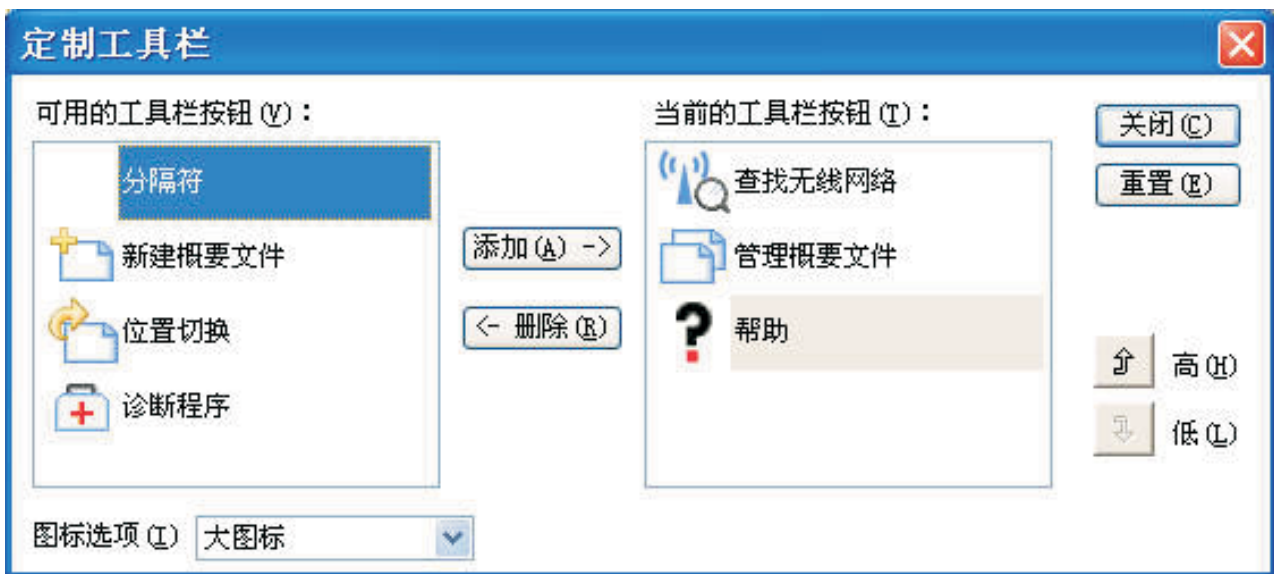 定制工具栏
可用的工具栏按钮(V)：
分隔符
新建概要文件
位置切换
诊断程序
添加(A) ->
<- 删除(R)
当前的工具栏按钮(T)：
查找无线网络
管理概要文件
帮助
关闭(C)
重置(E)
高(H)
低(L)
图标选项(I)
大图标